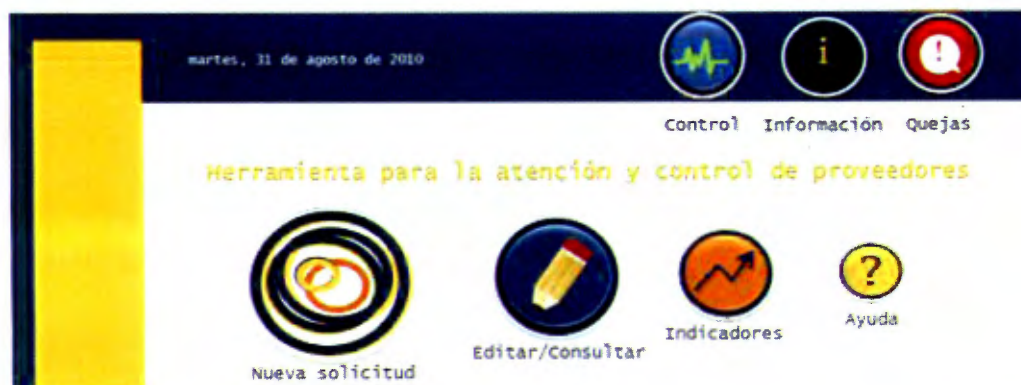 martes, 31 de agosto de 2010
Control Información Quejas
Herramienta para la atención y control de proveedores
Nueva solicitud
Editar/Consultar
Indicadores
Ayuda